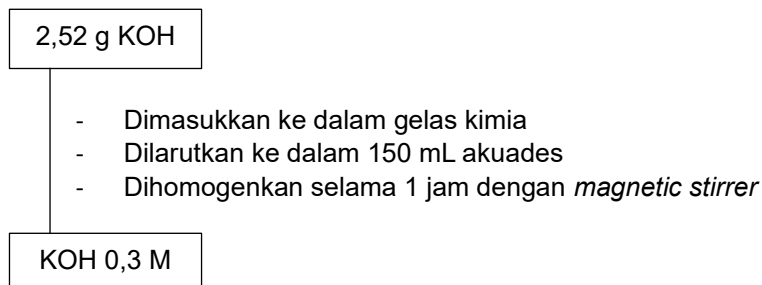 2,52 g KOH
- Dimasukkan ke dalam gelas kimia
- Dilarutkan ke dalam 150 mL akuades
- Dihomogenkan selama 1 jam dengan magnetic stirrer
KOH 0,3 M